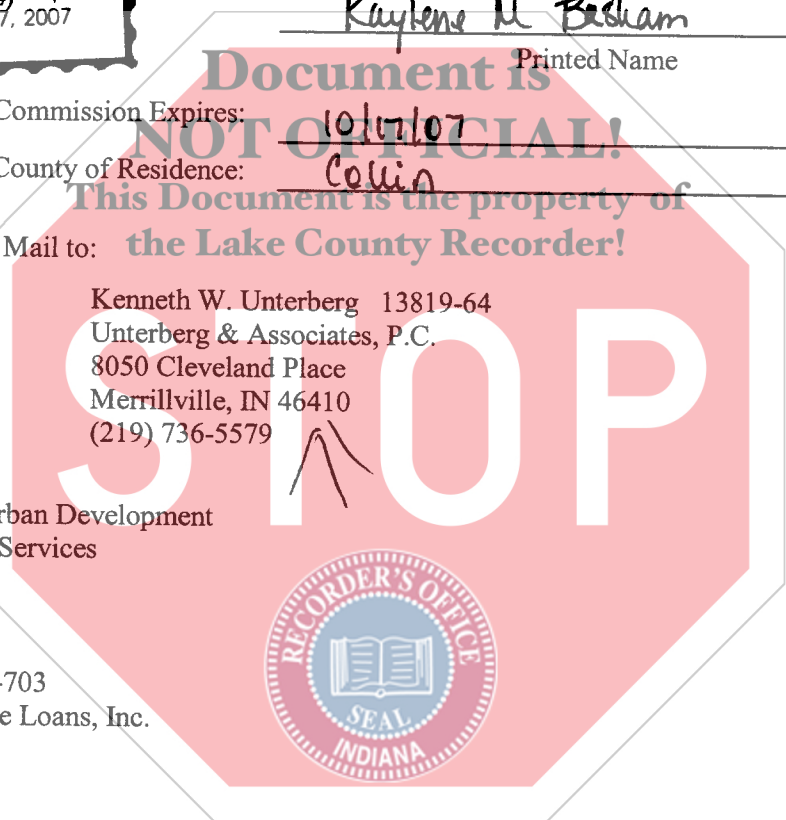 7, 2007
Kaylene M Basham
Printed Name
Document is
Commission Expires: 10/17/07
NOT OFFICIAL!
County of Residence: Collin
This Document is the property of
the Lake County Recorder!
Mail to:
Kenneth W. Unterberg 13819-64
Unterberg & Associates, P.C.
8050 Cleveland Place
Merrillville, IN 46410
(219) 736-5579
STOP
rban Development
Services
-703
e Loans, Inc.
RECORDER'S OFFICE
SEAL
INDIANA